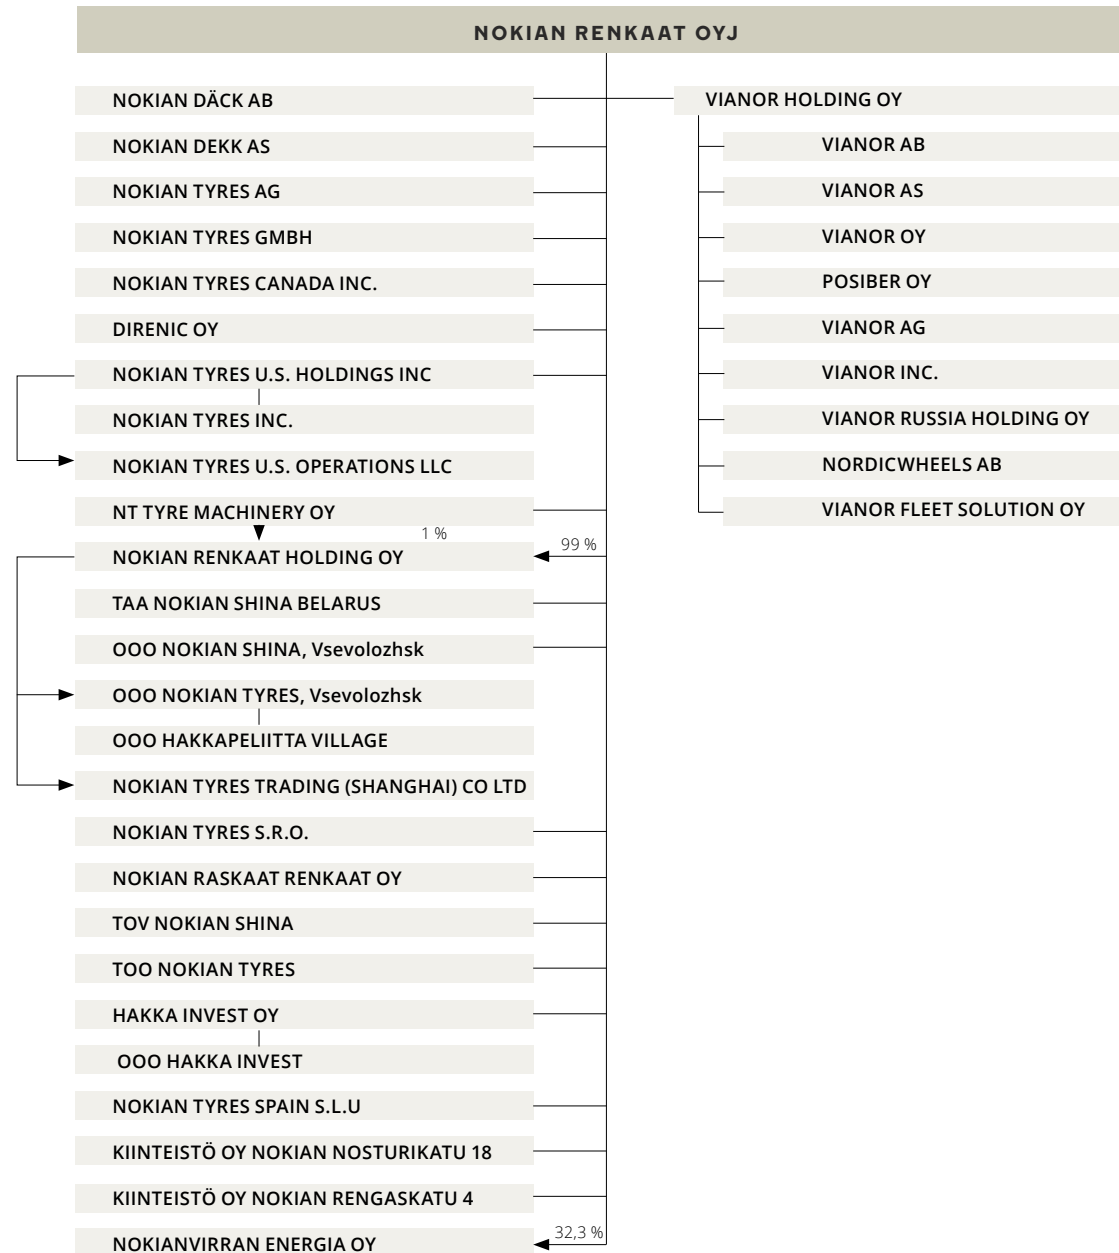 NOKIAN RENKAAT OYJ
NOKIAN DÄCK AB
NOKIAN DEKK AS
NOKIAN TYRES AG
NOKIAN TYRES GMBH
NOKIAN TYRES CANADA INC.
DIRENIC OY
NOKIAN TYRES U.S. HOLDINGS INC
NOKIAN TYRES INC.
NOKIAN TYRES U.S. OPERATIONS LLC
NT TYRE MACHINERY OY
1 %
99 %
NOKIAN RENKAAT HOLDING OY
TAA NOKIAN SHINA BELARUS
OOO NOKIAN SHINA, Vsevolozhsk
OOO NOKIAN TYRES, Vsevolozhsk
OOO HAKKAPELIITTA VILLAGE
NOKIAN TYRES TRADING (SHANGHAI) CO LTD
NOKIAN TYRES S.R.O.
NOKIAN RASKAAT RENKAAT OY
TOV NOKIAN SHINA
TOO NOKIAN TYRES
HAKKA INVEST OY
OOO HAKKA INVEST
NOKIAN TYRES SPAIN S.L.U
KIINTEISTÖ OY NOKIAN NOSTURIKATU 18
KIINTEISTÖ OY NOKIAN RENGASKATU 4
32,3 %
NOKIANVIRRAN ENERGIA OY
VIANOR HOLDING OY
VIANOR AB
VIANOR AS
VIANOR OY
POSIBER OY
VIANOR AG
VIANOR INC.
VIANOR RUSSIA HOLDING OY
NORDICWHEELS AB
VIANOR FLEET SOLUTION OY